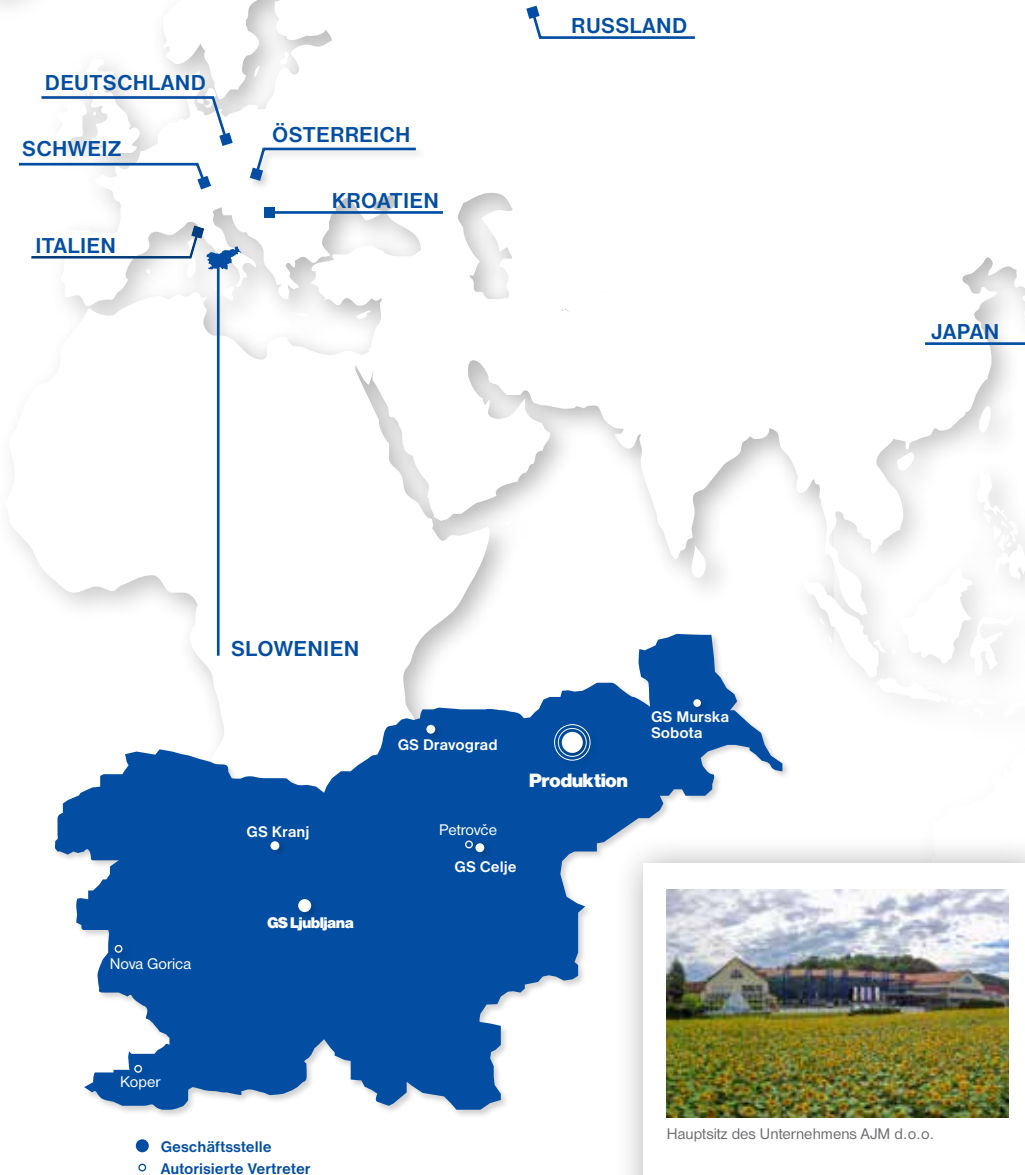 RUSSLAND
DEUTSCHLAND
ÖSTERREICH
SCHWEIZ
KROATIEN
ITALIEN
JAPAN
SLOWENIEN
GS Murska
Sobota
GS Dravograd
Produktion
GS Kranj
Petrovče
GS Celje
GS Ljubljana
Nova Gorica
Koper
Hauptsitz des Unternehmens AJM d.o.o.
Geschäftsstelle
Autorisierte Vertreter